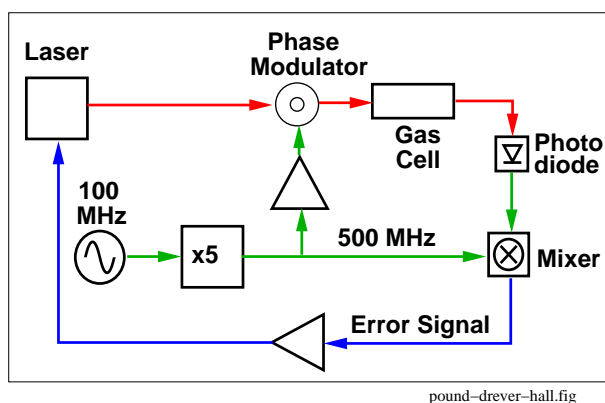 Laser
Phase
Modulator
Gas
Cell
Photo
diode
100
MHz
x5
500 MHz
Mixer
Error Signal
pound−drever−hall.fig